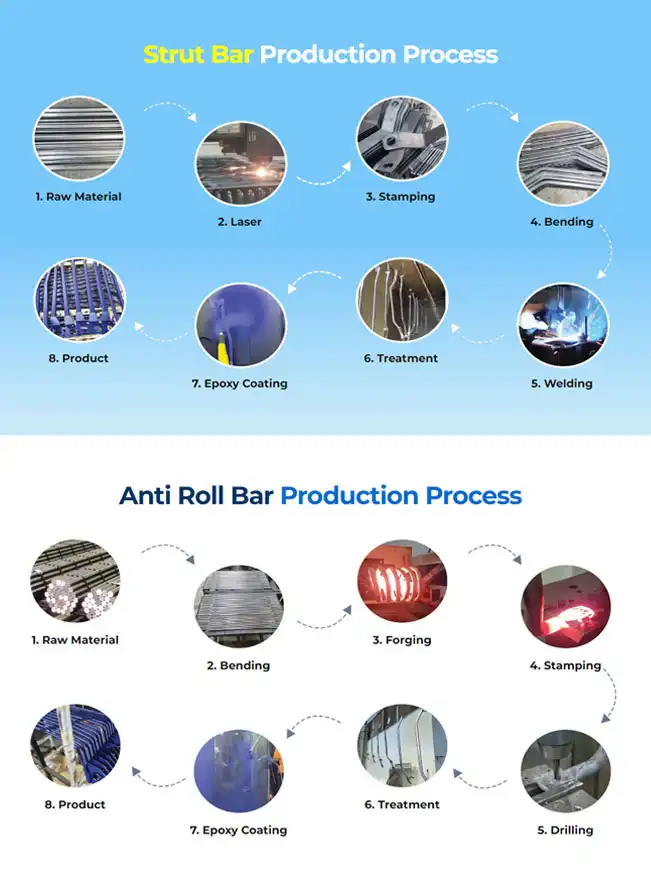 Strut Bar Production Process
1. Raw Material
2. Laser
3. Stamping
4. Bending
5. Welding
6. Treatment
7. Epoxy Coating
8. Product
Anti Roll Bar Production Process
1. Raw Material
2. Bending
3. Forging
4. Stamping
5. Drilling
6. Treatment
7. Epoxy Coating
8. Product